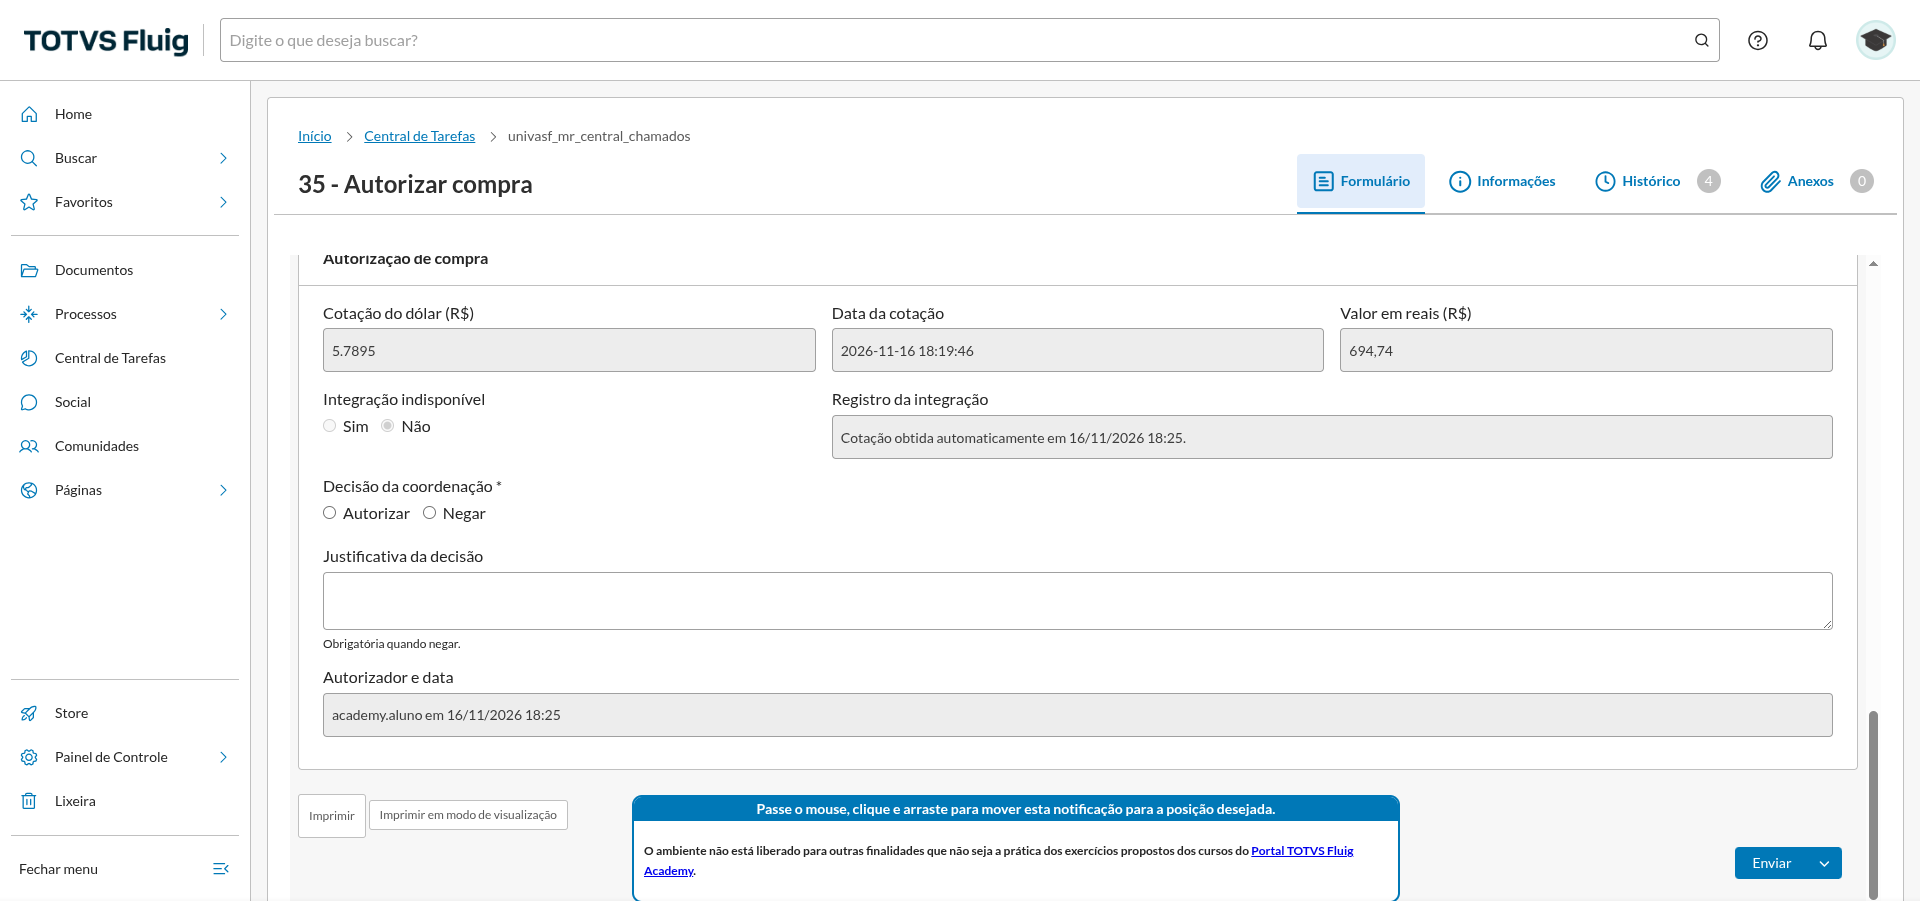 TOTVS Fluig
Digite o que deseja buscar?
Home
Buscar
Favoritos
Documentos
Processos
Central de Tarefas
Social
Comunidades
Páginas
Store
Painel de Controle
Lixeira
Fechar menu
Início > Central de Tarefas > univasf_mr_central_chamados
35 - Autorizar compra
Formulário
Informações
Histórico 4
Anexos 0
Autorização de compra
Cotação do dólar (R$)
5.7895
Data da cotação
2026-11-16 18:19:46
Valor em reais (R$)
694,74
Integração indisponível
Sim Não
Registro da integração
Cotação obtida automaticamente em 16/11/2026 18:25.
Decisão da coordenação *
Autorizar Negar
Justificativa da decisão
Obrigatória quando negar.
Autorizador e data
academy.aluno em 16/11/2026 18:25
Imprimir
Imprimir em modo de visualização
Passe o mouse, clique e arraste para mover esta notificação para a posição desejada.
O ambiente não está liberado para outras finalidades que não seja a prática dos exercícios propostos dos cursos do Portal TOTVS Fluig
Academy.
Enviar